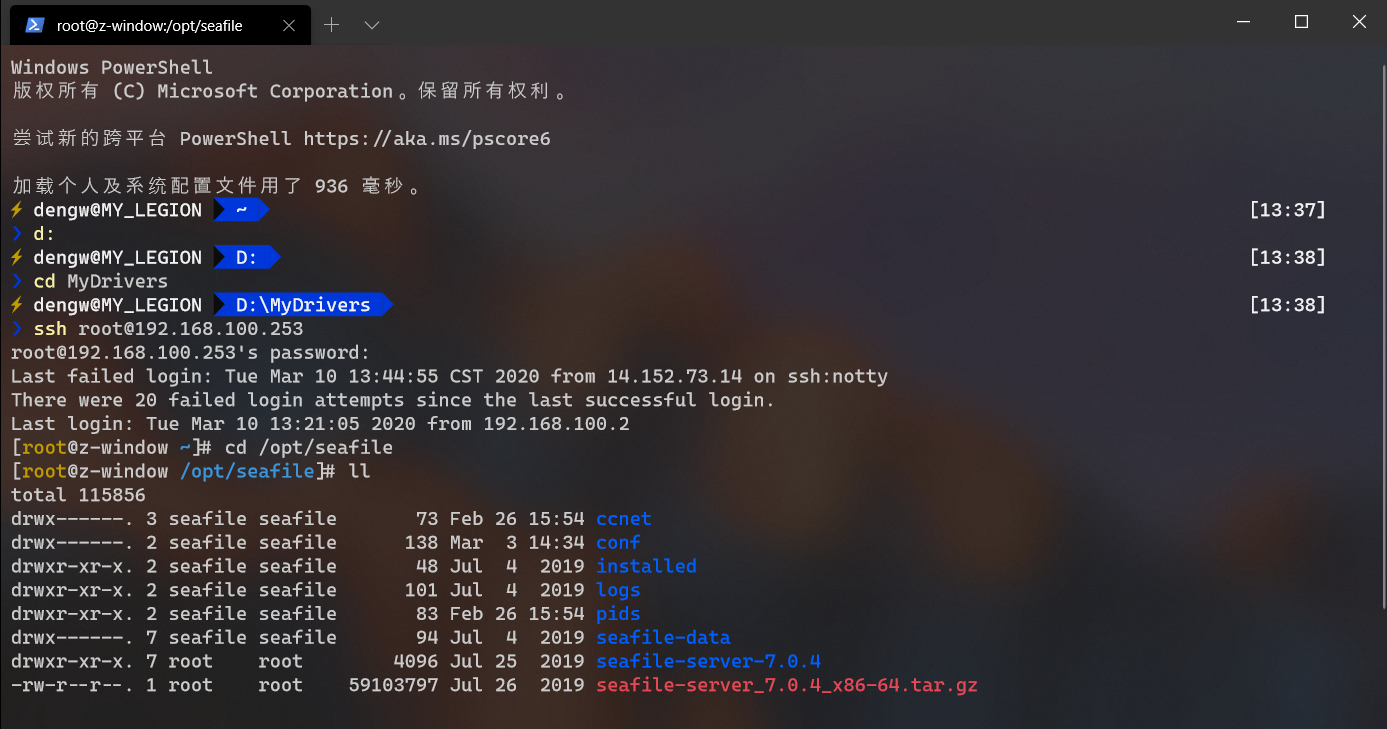 root@z-window:/opt/seafile
Windows PowerShell
版权所有 (C) Microsoft Corporation。保留所有权利。
尝试新的跨平台 PowerShell https://aka.ms/pscore6
加载个人及系统配置文件用了 936 毫秒。
⚡ dengw@MY_LEGION ~ [13:37]
❯ d:
⚡ dengw@MY_LEGION D: [13:38]
❯ cd MyDrivers
⚡ dengw@MY_LEGION D:\MyDrivers [13:38]
❯ ssh root@192.168.100.253
root@192.168.100.253's password:
Last failed login: Tue Mar 10 13:44:55 CST 2020 from 14.152.73.14 on ssh:notty
There were 20 failed login attempts since the last successful login.
Last login: Tue Mar 10 13:21:05 2020 from 192.168.100.2
[root@z-window ~]# cd /opt/seafile
[root@z-window /opt/seafile]# ll
total 115856
drwx------. 3 seafile seafile       73 Feb 26 15:54 ccnet
drwx------. 2 seafile seafile      138 Mar  3 14:34 conf
drwxr-xr-x. 2 seafile seafile       48 Jul  4  2019 installed
drwxr-xr-x. 2 seafile seafile      101 Jul  4  2019 logs
drwxr-xr-x. 2 seafile seafile       83 Feb 26 15:54 pids
drwx------. 7 seafile seafile       94 Jul  4  2019 seafile-data
drwxr-xr-x. 7 root    root        4096 Jul 25  2019 seafile-server-7.0.4
-rw-r--r--. 1 root    root    59103797 Jul 26  2019 seafile-server_7.0.4_x86-64.tar.gz